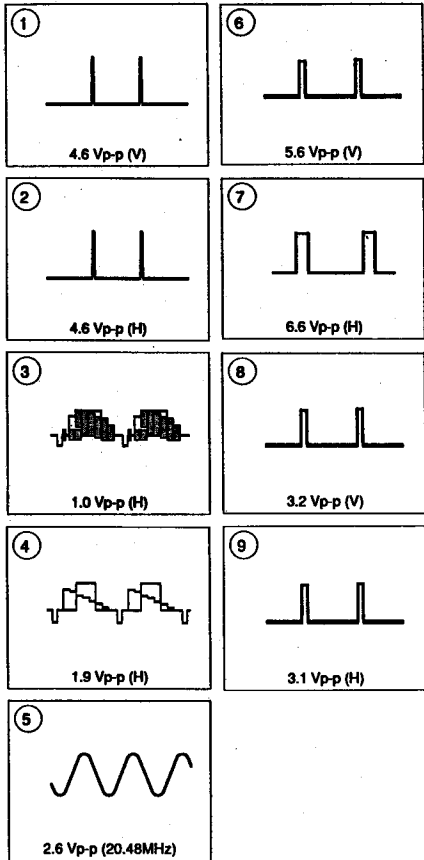 1
4.6 Vp-p (V)
2
4.6 Vp-p (H)
3
1.0 Vp-p (H)
4
1.9 Vp-p (H)
5
2.6 Vp-p (20.48MHz)
6
5.6 Vp-p (V)
7
6.6 Vp-p (H)
8
3.2 Vp-p (V)
9
3.1 Vp-p (H)